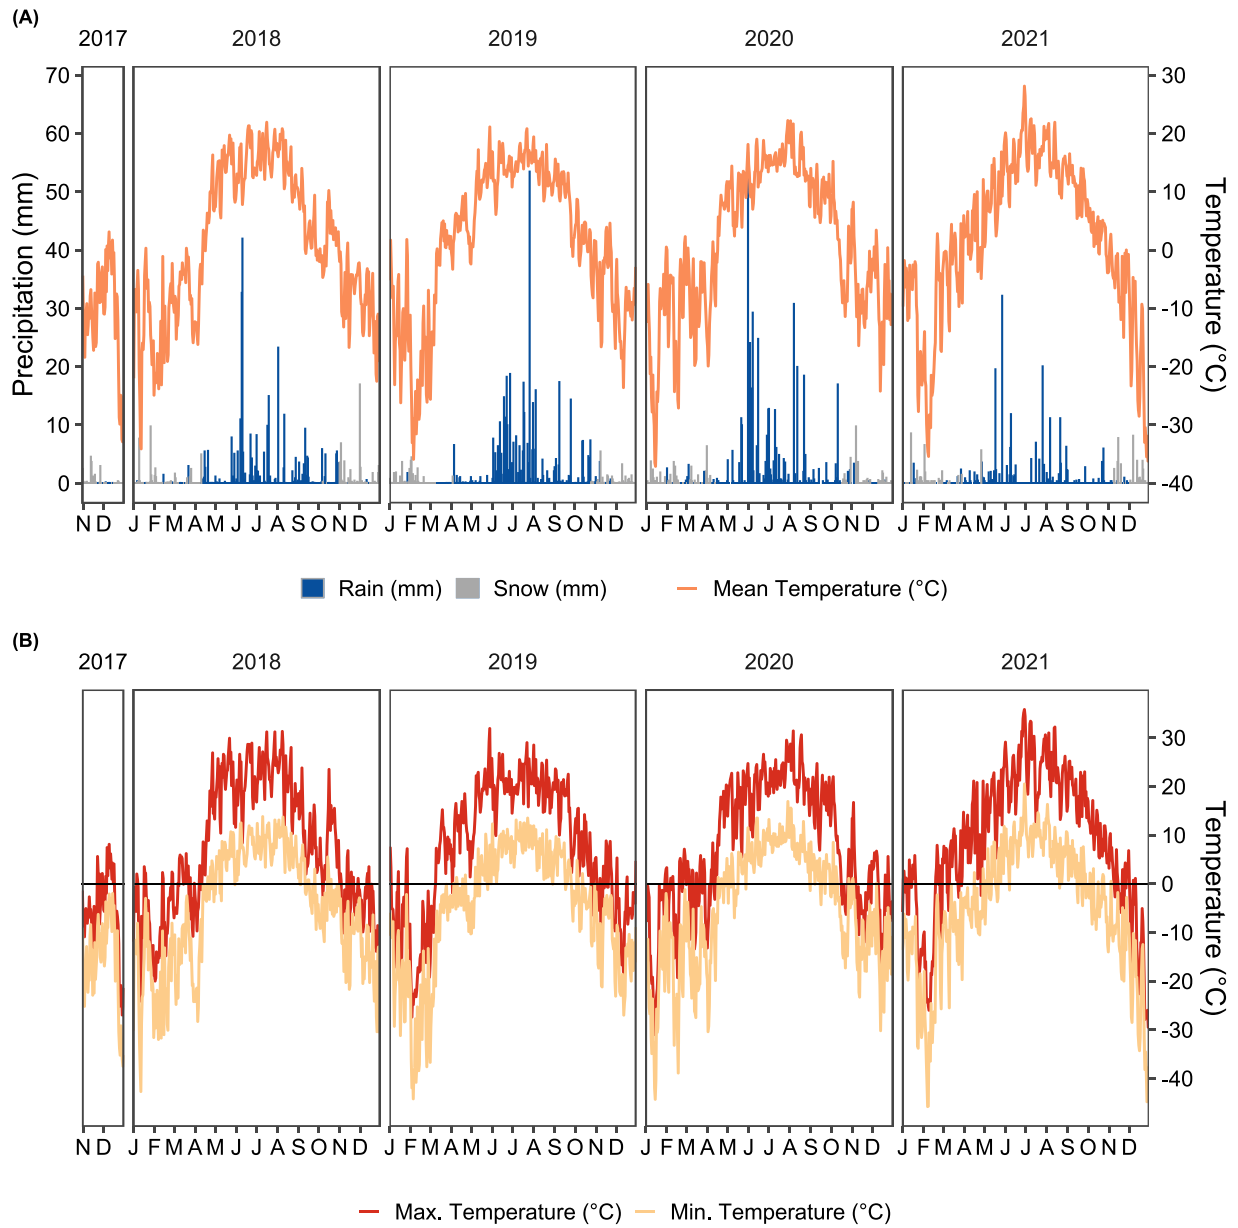 (A)
2017 2018 2019 2020 2021
70 30
60 20
50 10
40 0
30 -10
20 -20
10 -30
0 -40
Precipitation (mm)
Temperature (°C)
N D J F M A M J J A S O N D J F M A M J J A S O N D J F M A M J J A S O N D J F M A M J J A S O N D
Rain (mm) Snow (mm) Mean Temperature (°C)
(B)
2017 2018 2019 2020 2021
30
20
10
0
-10
-20
-30
-40
Temperature (°C)
N D J F M A M J J A S O N D J F M A M J J A S O N D J F M A M J J A S O N D J F M A M J J A S O N D
Max. Temperature (°C) Min. Temperature (°C)